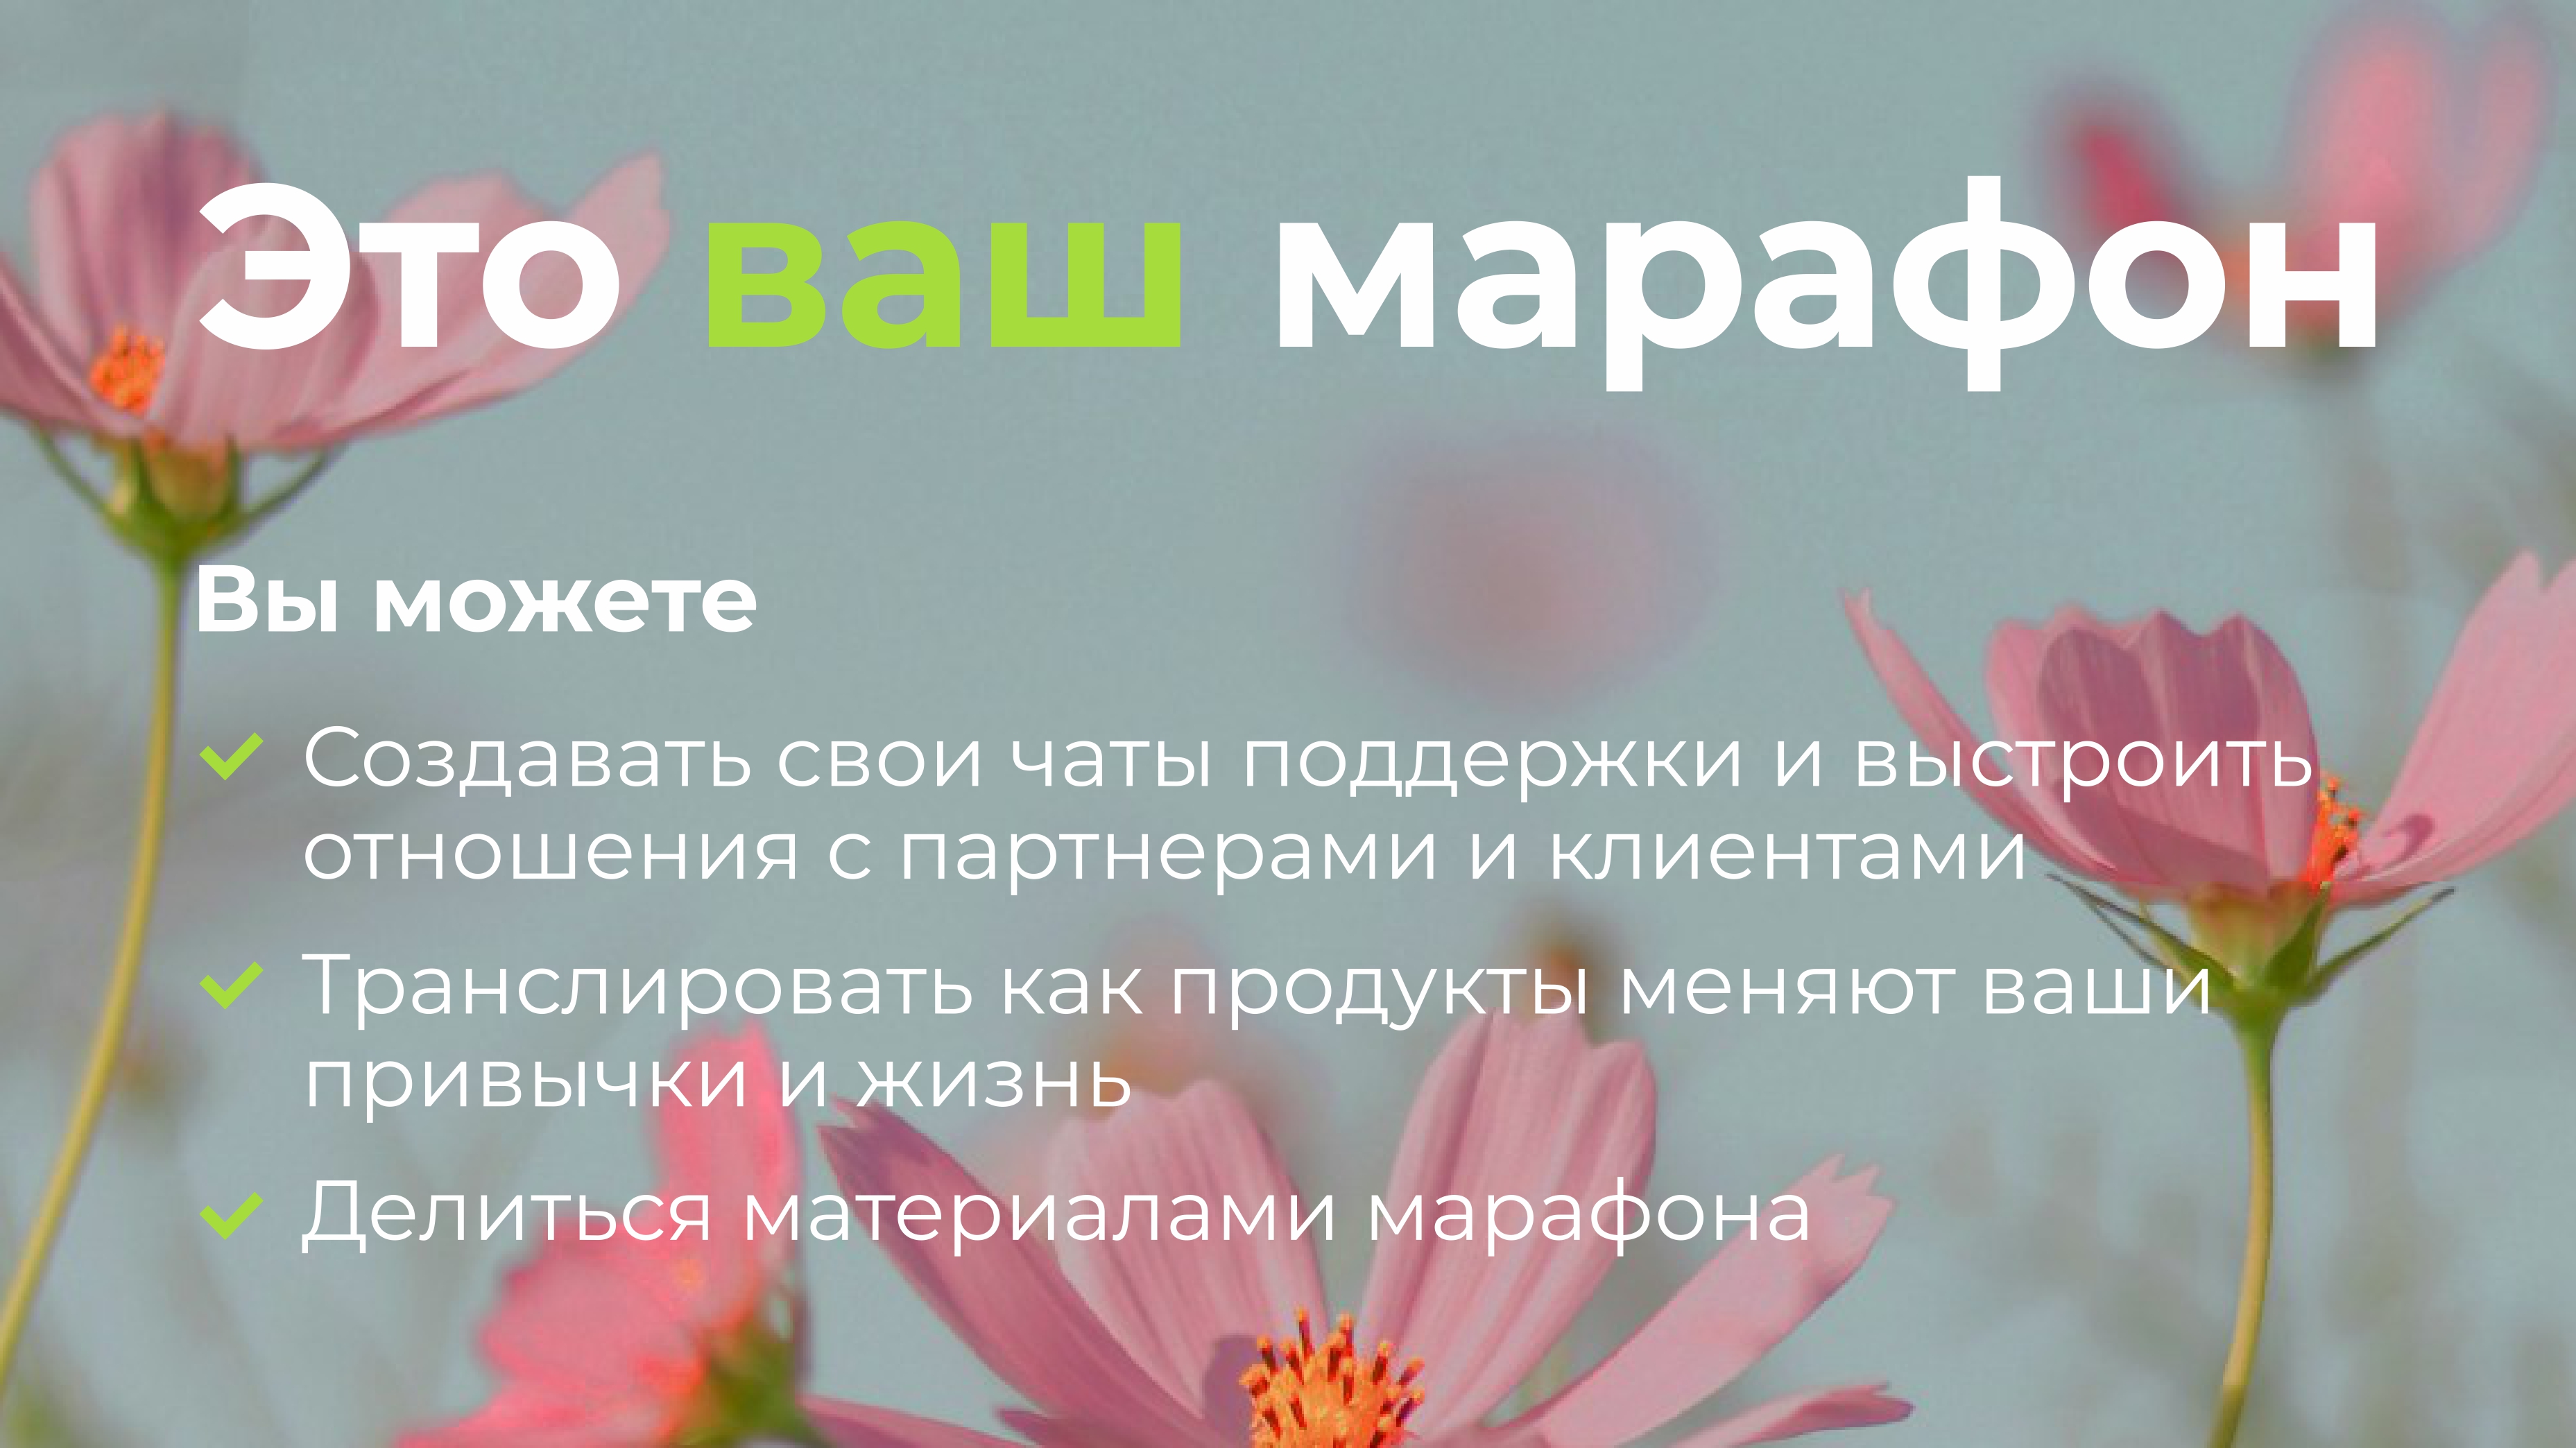 Это ваш марафон
Вы можете
Создавать свои чаты поддержки и выстроить
отношения с партнерами и клиентами
Транслировать как продукты меняют ваши
привычки и жизнь
Делиться материалами марафона